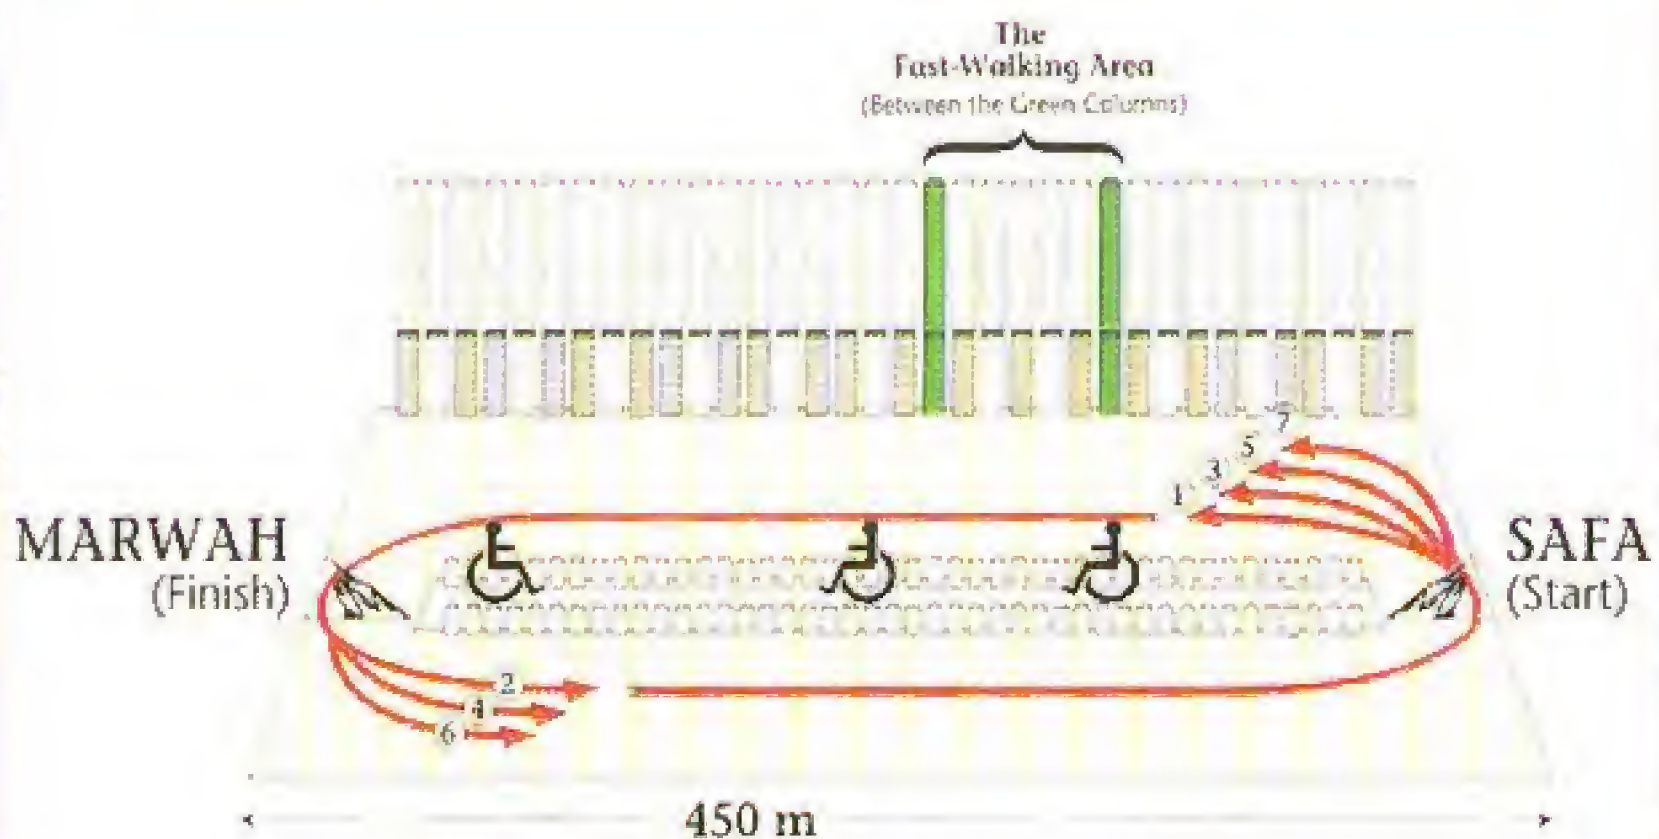 The
Fast-Walking Area
(Between the Green Columns)
7
5
3
1
MARWAH
(Finish)
SAFA
(Start)
2
4
6
450 m